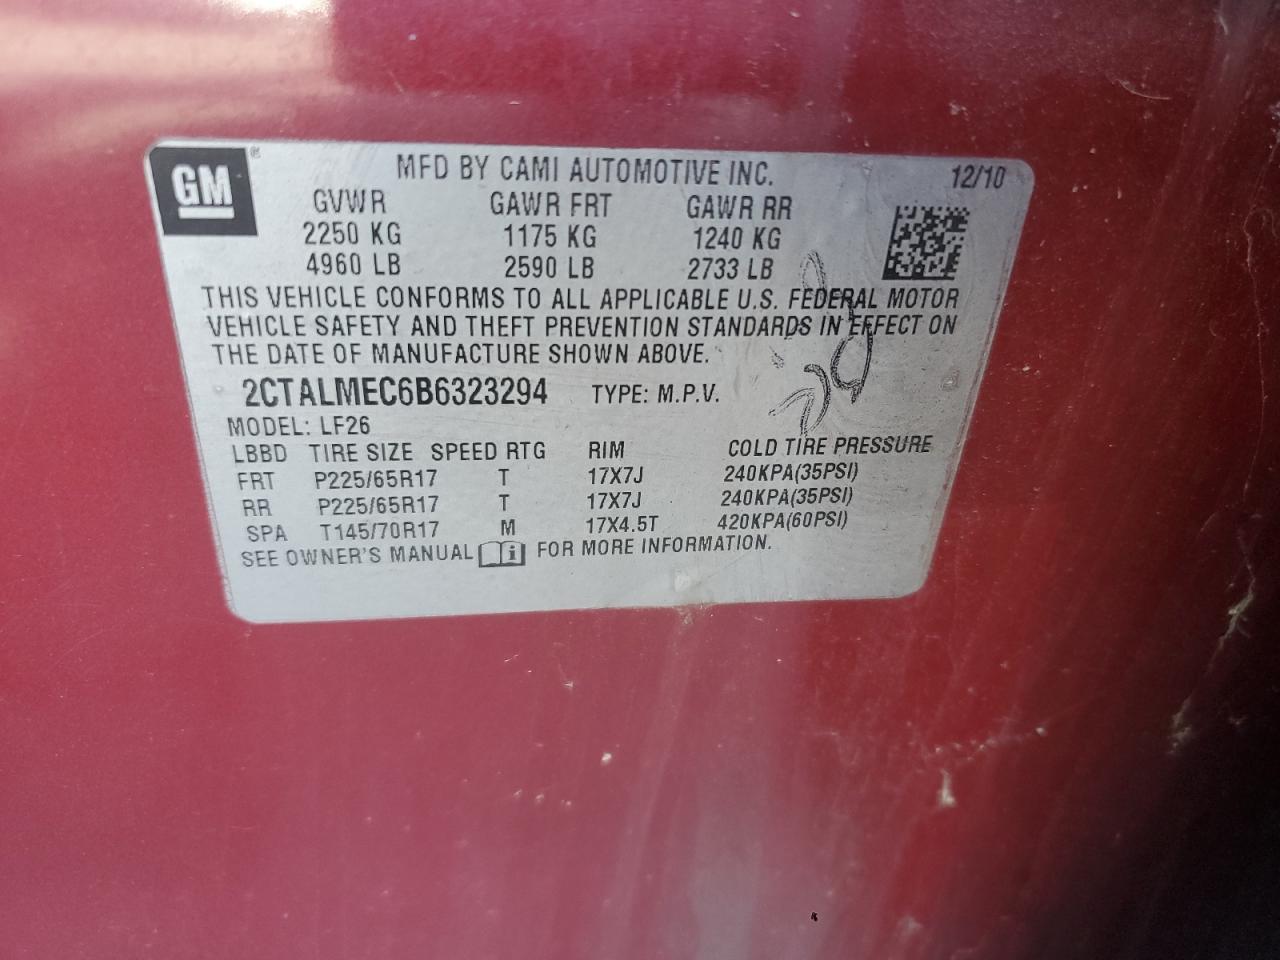 GM®
MFD BY CAMI AUTOMOTIVE INC. 12/10
GVWR GAWR FRT GAWR RR
2250 KG 1175 KG 1240 KG
4960 LB 2590 LB 2733 LB
THIS VEHICLE CONFORMS TO ALL APPLICABLE U.S. FEDERAL MOTOR
VEHICLE SAFETY AND THEFT PREVENTION STANDARDS IN EFFECT ON
THE DATE OF MANUFACTURE SHOWN ABOVE.
2CTALMEC6B6323294 TYPE: M.P.V.
MODEL: LF26
LBBD TIRE SIZE SPEED RTG RIM COLD TIRE PRESSURE
FRT P225/65R17 T 17X7J 240KPA(35PSI)
RR P225/65R17 T 17X7J 240KPA(35PSI)
SPA T145/70R17 M 17X4.5T 420KPA(60PSI)
SEE OWNER'S MANUAL FOR MORE INFORMATION.